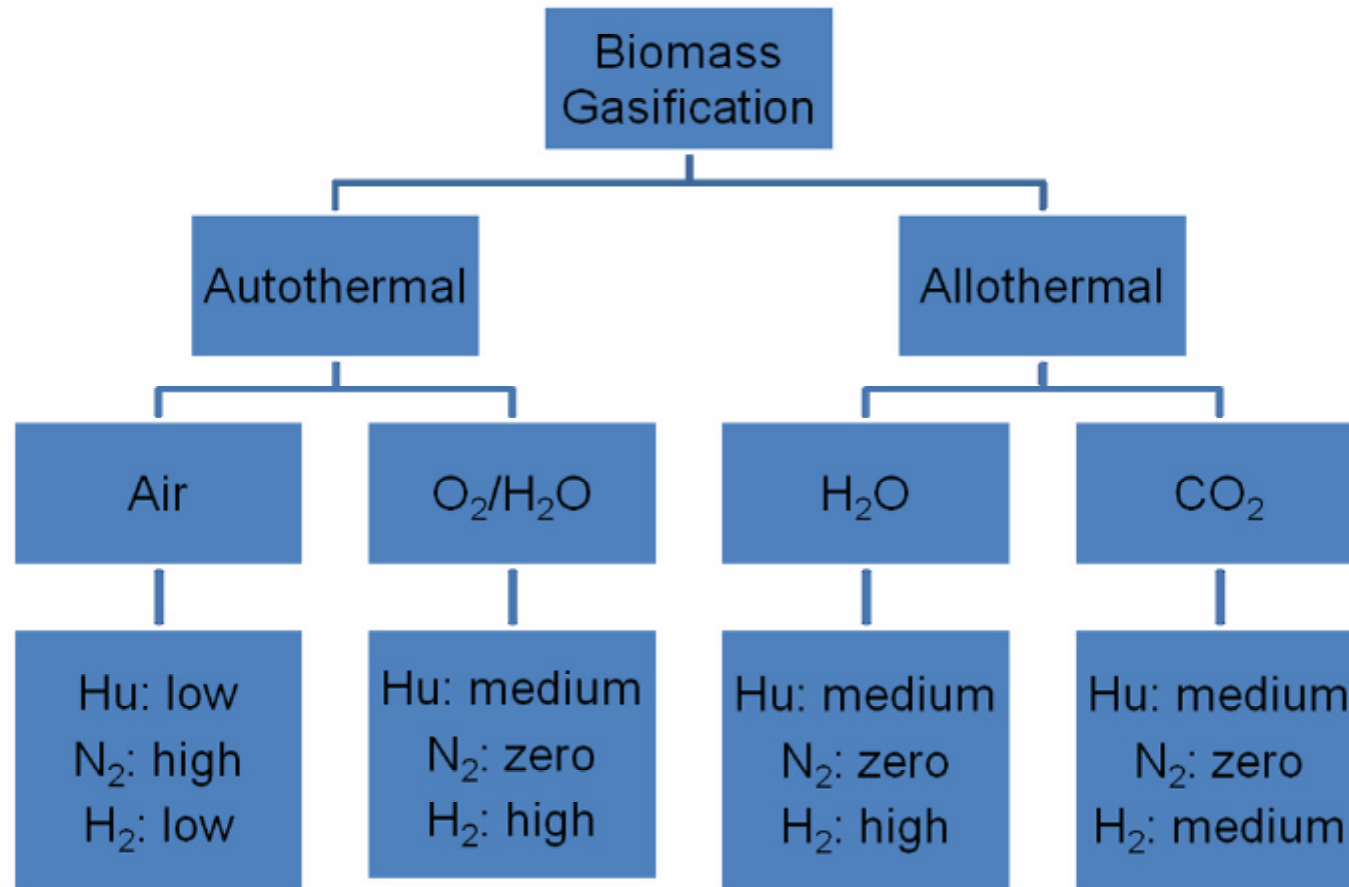 Biomass
Gasification
Autothermal
Allothermal
Air
O₂/H₂O
H₂O
CO₂
Hu: low
N₂: high
H₂: low
Hu: medium
N₂: zero
H₂: high
Hu: medium
N₂: zero
H₂: high
Hu: medium
N₂: zero
H₂: medium